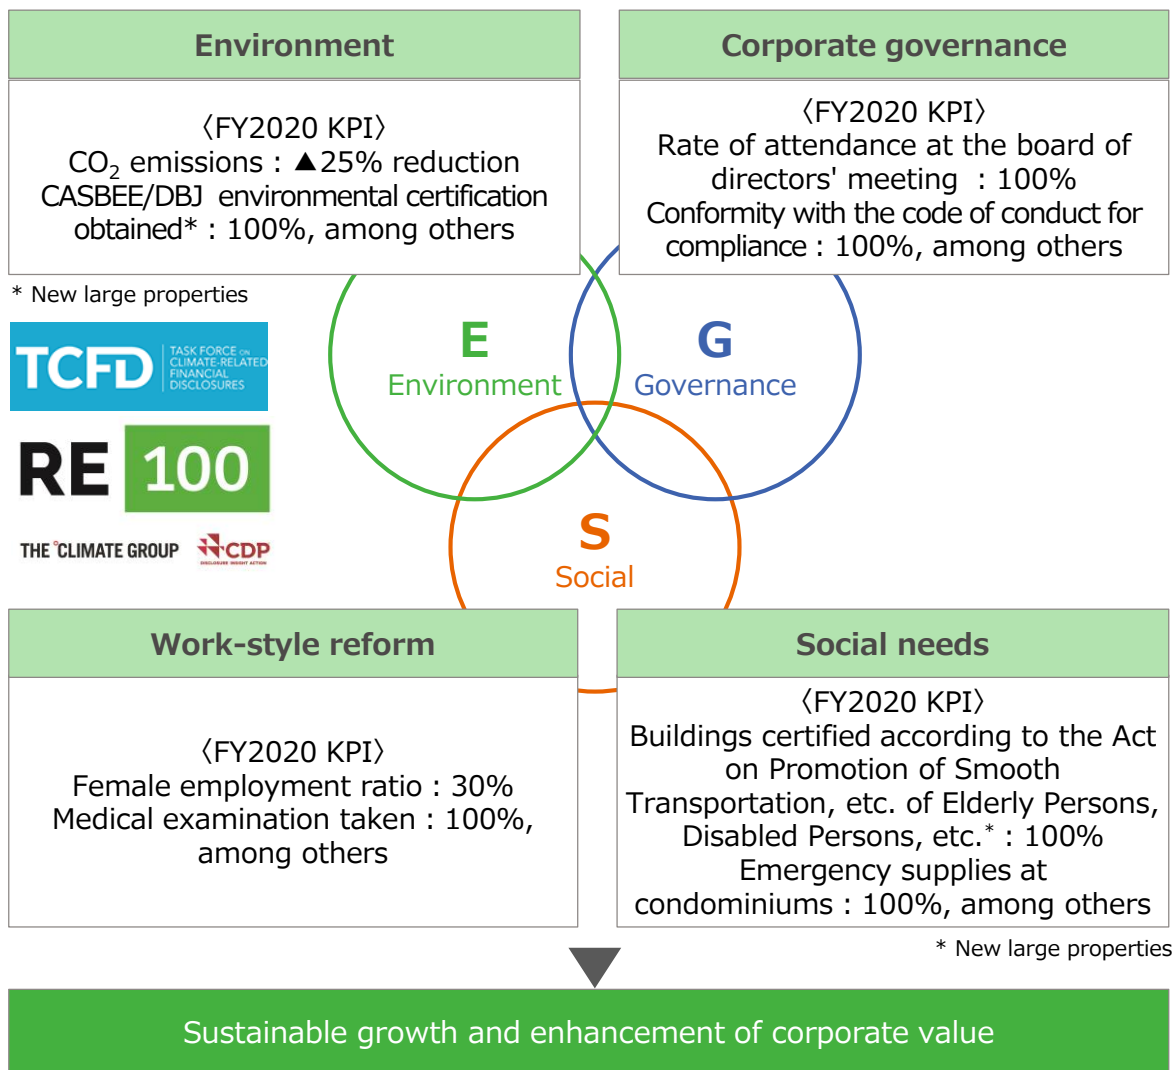 Environment
〈FY2020 KPI〉
CO₂ emissions : ▲25% reduction
CASBEE/DBJ environmental certification
obtained* : 100%, among others
* New large properties
Corporate governance
〈FY2020 KPI〉
Rate of attendance at the board of
directors' meeting : 100%
Conformity with the code of conduct for
compliance : 100%, among others
TCFD
TASK FORCE ON
CLIMATE-RELATED
FINANCIAL
DISCLOSURES
RE 100
THE °CLIMATE GROUP
CDP
DISCLOSURE INSIGHT ACTION
E
Environment
G
Governance
S
Social
Work-style reform
〈FY2020 KPI〉
Female employment ratio : 30%
Medical examination taken : 100%,
among others
Social needs
〈FY2020 KPI〉
Buildings certified according to the Act
on Promotion of Smooth
Transportation, etc. of Elderly Persons,
Disabled Persons, etc.* : 100%
Emergency supplies at
condominiums : 100%, among others
* New large properties
Sustainable growth and enhancement of corporate value